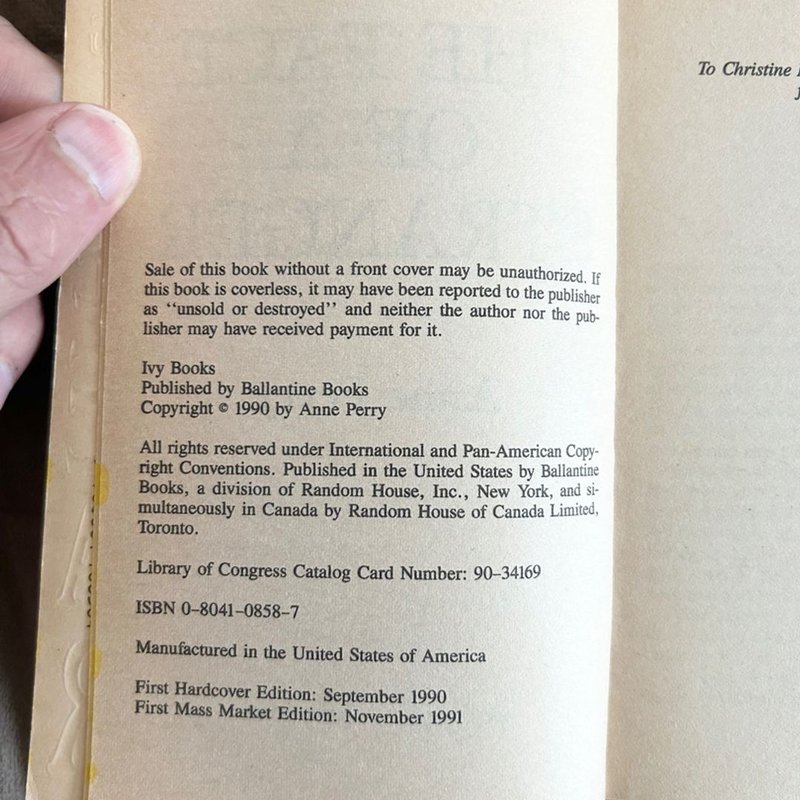 Sale of this book without a front cover may be unauthorized. If
this book is coverless, it may have been reported to the publisher
as "unsold or destroyed" and neither the author nor the pub-
lisher may have received payment for it.
Ivy Books
Published by Ballantine Books
Copyright © 1990 by Anne Perry
All rights reserved under International and Pan-American Copy-
right Conventions. Published in the United States by Ballantine
Books, a division of Random House, Inc., New York, and si-
multaneously in Canada by Random House of Canada Limited,
Toronto.
Library of Congress Catalog Card Number: 90–34169
ISBN 0–8041–0858–7
Manufactured in the United States of America
First Hardcover Edition: September 1990
First Mass Market Edition: November 1991
To Christine